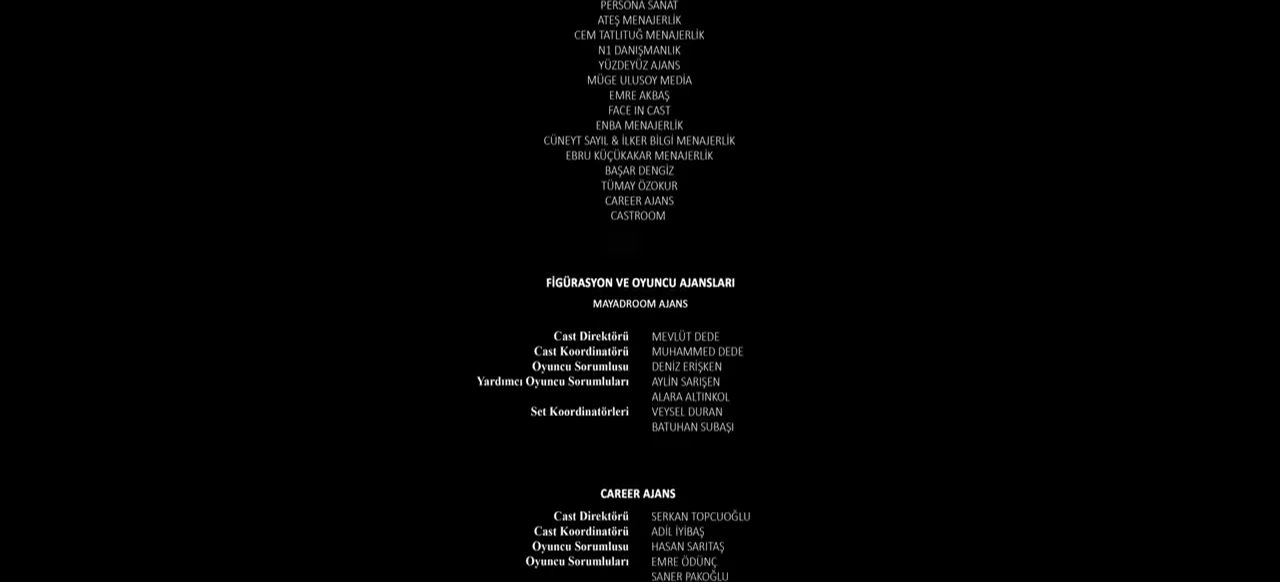 PERSONA SANAT
ATEŞ MENAJERLİK
CEM TATLITUĞ MENAJERLİK
N1 DANIŞMANLIK
YÜZDEYÜZ AJANS
MÜGE ULUSOY MEDİA
EMRE AKBAŞ
FACE IN CAST
ENBA MENAJERLİK
CÜNEYT SAYIL & İLKER BİLGİ MENAJERLİK
EBRU KÜÇÜKAKAR MENAJERLİK
BAŞAR DENGİZ
TÜMAY ÖZOKUR
CAREER AJANS
CASTROOM
FİGÜRASYON VE OYUNCU AJANSLARI
MAYADROOM AJANS
Cast Direktörü MEVLÜT DEDE
Cast Koordinatörü MUHAMMED DEDE
Oyuncu Sorumlusu DENİZ ERİŞKEN
Yardımcı Oyuncu Sorumluları AYLİN SARIŞEN
ALARA ALTINKOL
Set Koordinatörleri VEYSEL DURAN
BATUHAN SUBAŞI
CAREER AJANS
Cast Direktörü SERKAN TOPCUOĞLU
Cast Koordinatörü ADİL İYİBAŞ
Oyuncu Sorumlusu HASAN SARITAŞ
Oyuncu Sorumluları EMRE ÖDÜNÇ
SANER PAKOĞLU